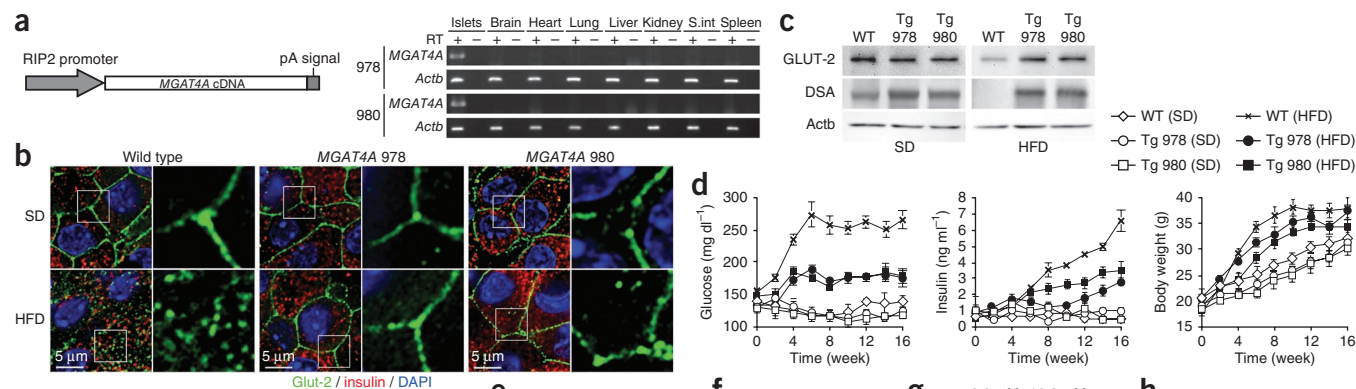 a
RIP2 promoter
pA signal
MGAT4A cDNA
Islets Brain Heart Lung Liver Kidney S.int Spleen
RT + – + – + – + – + – + – + – + –
978
MGAT4A
Actb
980
MGAT4A
Actb
b
Wild type
MGAT4A 978
MGAT4A 980
SD
HFD
5 µm
5 µm
5 µm
Glut-2 / insulin / DAPI
c
WT Tg 978 Tg 980 WT Tg 978 Tg 980
GLUT-2
DSA
Actb
SD HFD
WT (SD) WT (HFD)
Tg 978 (SD) Tg 978 (HFD)
Tg 980 (SD) Tg 980 (HFD)
d
Glucose (mg dl−1)
300
250
200
150
100
0 4 8 12 16
Time (week)
Insulin (ng ml−1)
8
7
6
5
4
3
2
1
0
0 4 8 12 16
Time (week)
Body weight (g)
40
35
30
25
20
15
0 4 8 12 16
Time (week)